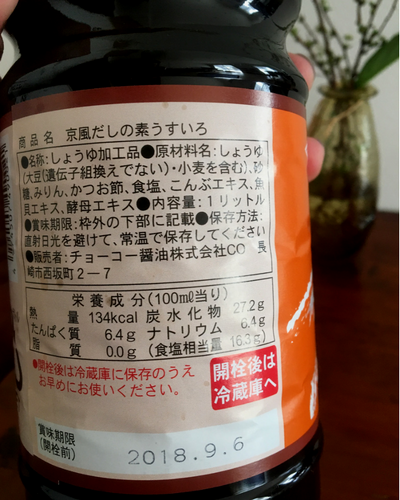 商品名 京風だしの素うすいろ
●名称:しょうゆ加工品●原材料名:しょうゆ
(大豆(遺伝子組換えでない)・小麦を含む)、砂
糖、みりん、かつお節、食塩、こんぶエキス、魚
貝エキス、酵母エキス●内容量:1リットル
●賞味期限:枠外の下部に記載●保存方法:
直射日光を避けて、常温で保存してください
●販売者:チョーコー醤油株式会社CO 長
崎市西坂町2-7
栄養成分(100mℓ当り)
熱量 134kcal 炭水化物 27.2g
たんぱく質 6.4g ナトリウム 6.4g
脂質 0.0g (食塩相当量 16.3g)
●開栓後は冷蔵庫に保存のうえ
お早めにお使いください。
開栓後は
冷蔵庫へ
賞味期限
(開栓前)
2018.9.6